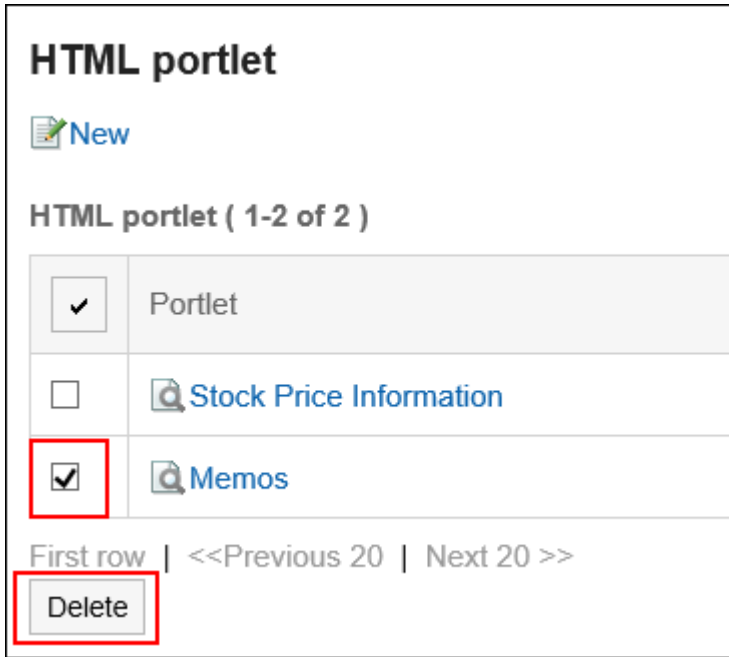 HTML portlet
New
HTML portlet ( 1-2 of 2 )
Portlet
Stock Price Information
Memos
First row | <<Previous 20 | Next 20 >>
Delete